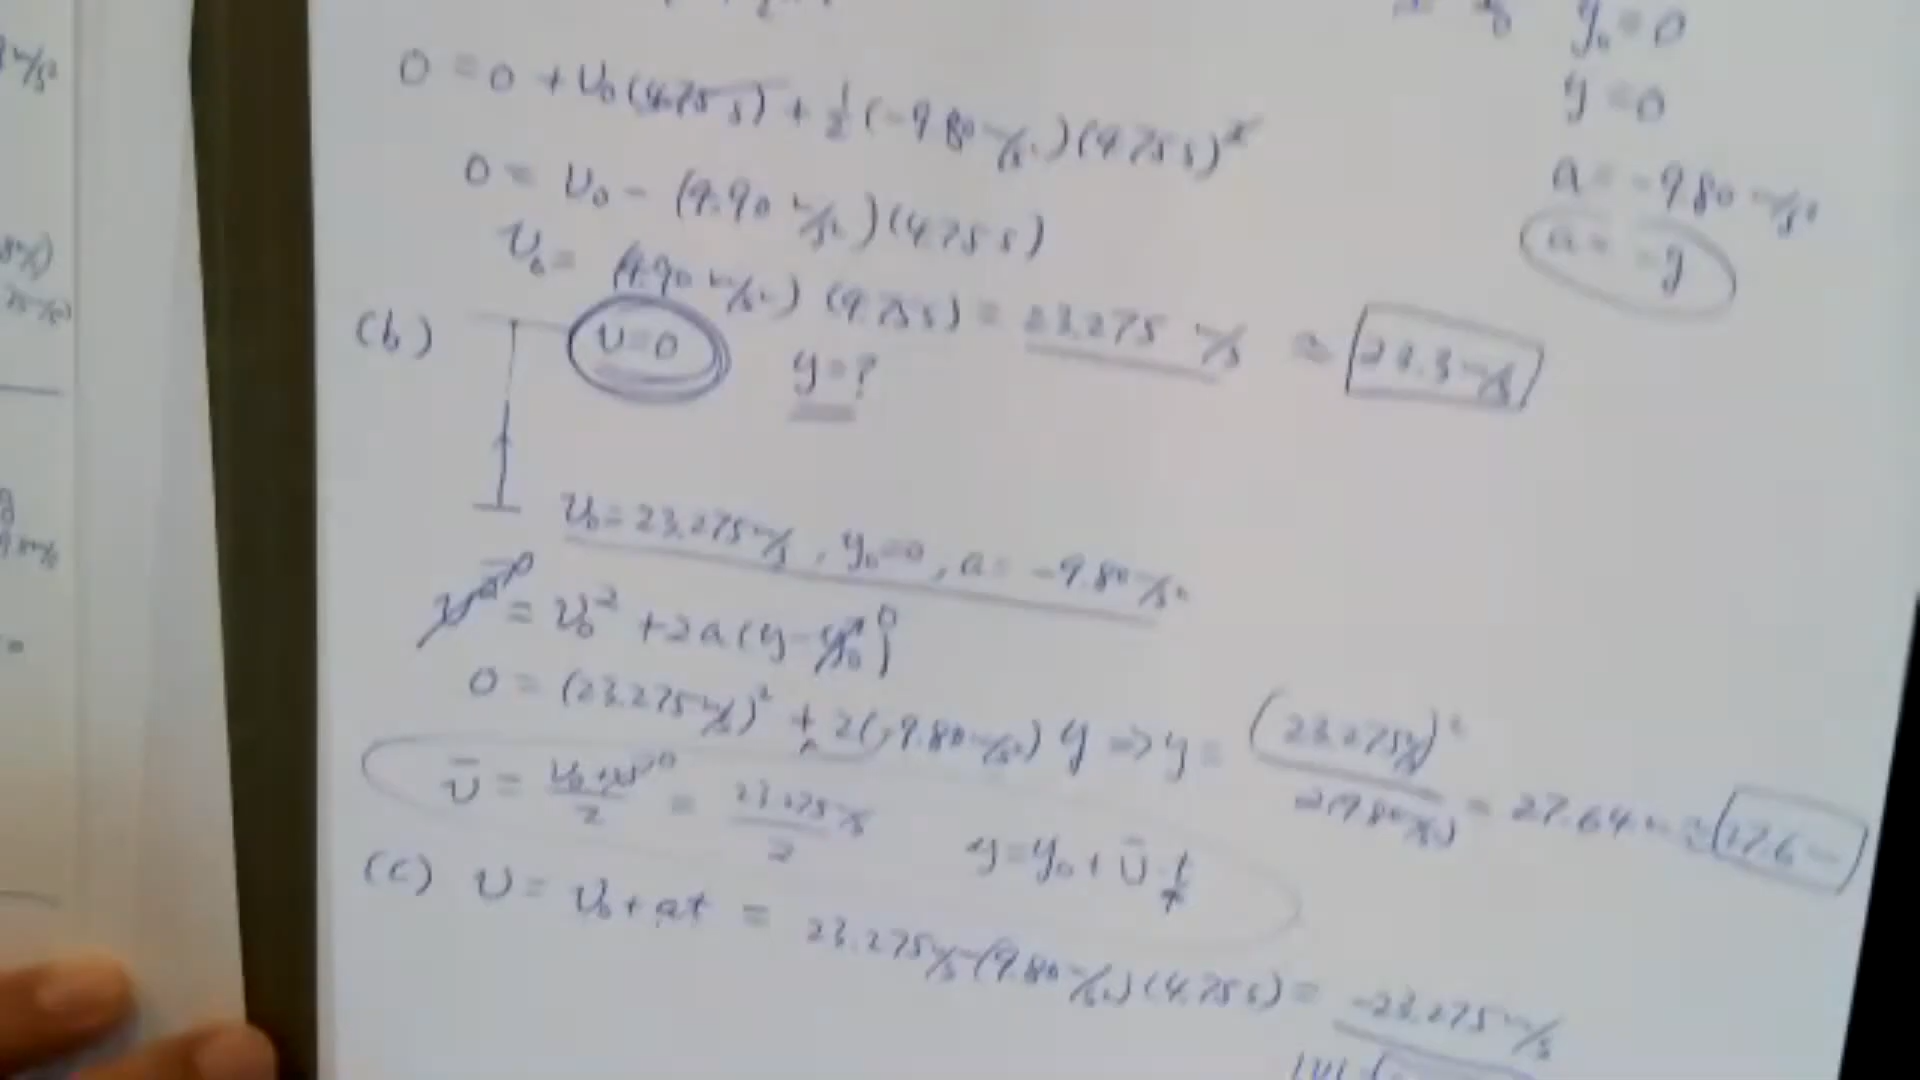 y₀ = 0
0 = 0 + v₀(4.75 s) + ½(-9.80 m/s²)(4.75 s)²
y = 0
0 = v₀ - (4.90 m/s²)(4.75 s)
a = -9.80 m/s²
a = -g
v₀ = (4.90 m/s²)(4.75 s) = 23.275 m/s ≈ 23.3 m/s
(b) v=0 y=?
v₀ = 23.275 m/s, y₀=0, a = -9.80 m/s²
v² = v₀² + 2a(y-y₀) 0
0 = (23.275 m/s)² + 2(-9.80 m/s²) y ⇒ y = (23.275 m/s)² / 2(9.80 m/s²) = 27.64 m ≈ 27.6 m
v̄ = (v₀+v)/2 = 23.275 m/s / 2 y=y₀ + v̄ t
(c) v = v₀ + at = 23.275 m/s - (9.80 m/s²)(4.75 s) = -23.275 m/s